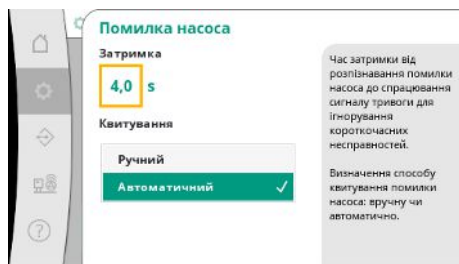 Помилка насоса
Затримка
4,0 s
Квитування
Ручний
Автоматичний
Час затримки від
розпізнавання помилки
насоса до спрацювання
сигналу тривоги для
ігнорування
короткочасних
несправностей.
Визначення способу
квитування помилки
насоса: вручну чи
автоматично.
?